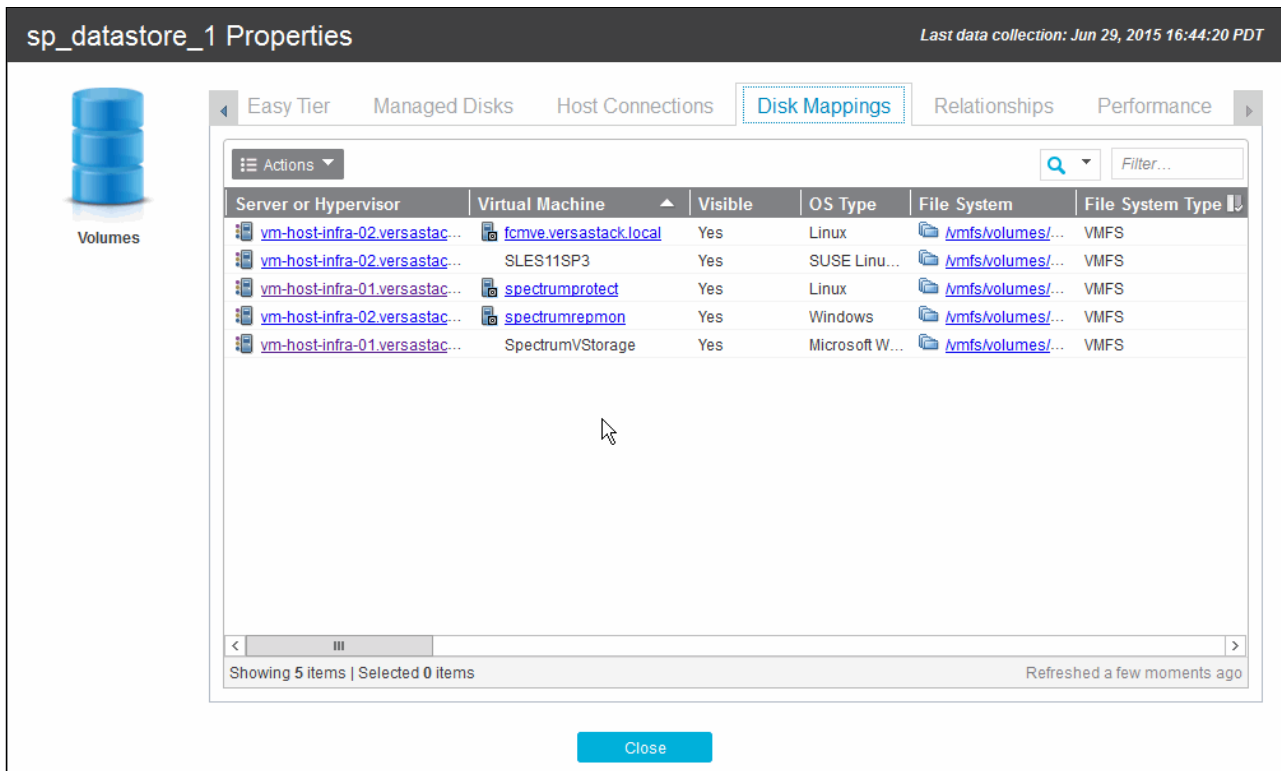 sp_datastore_1 Properties
Last data collection: Jun 29, 2015 16:44:20 PDT
Volumes
Easy Tier Managed Disks Host Connections Disk Mappings Relationships Performance
Actions
Filter...
Server or Hypervisor Virtual Machine Visible OS Type File System File System Type
vm-host-infra-02.versastac... fcmve.versastack.local Yes Linux /vmfs/volumes/... VMFS
vm-host-infra-02.versastac... SLES11SP3 Yes SUSE Linu... /vmfs/volumes/... VMFS
vm-host-infra-01.versastac... spectrumprotect Yes Linux /vmfs/volumes/... VMFS
vm-host-infra-02.versastac... spectrumrepmon Yes Windows /vmfs/volumes/... VMFS
vm-host-infra-01.versastac... SpectrumVStorage Yes Microsoft W... /vmfs/volumes/... VMFS
Showing 5 items | Selected 0 items
Refreshed a few moments ago
Close